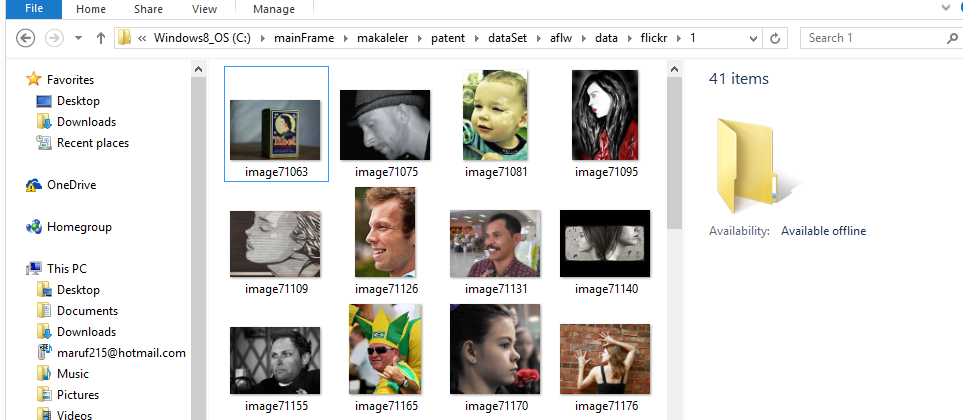 File Home Share View Manage
« Windows8_OS (C:) mainFrame makaleler patent dataSet aflw data flickr 1 Search 1
Favorites
Desktop
Downloads
Recent places
OneDrive
Homegroup
This PC
Desktop
Documents
Downloads
maruf215@hotmail.com
Music
Pictures
Videos
Tibet
image71063 image71075 image71081 image71095
image71109 image71126 image71131 image71140
image71155 image71165 image71170 image71176
41 items
Availability: Available offline